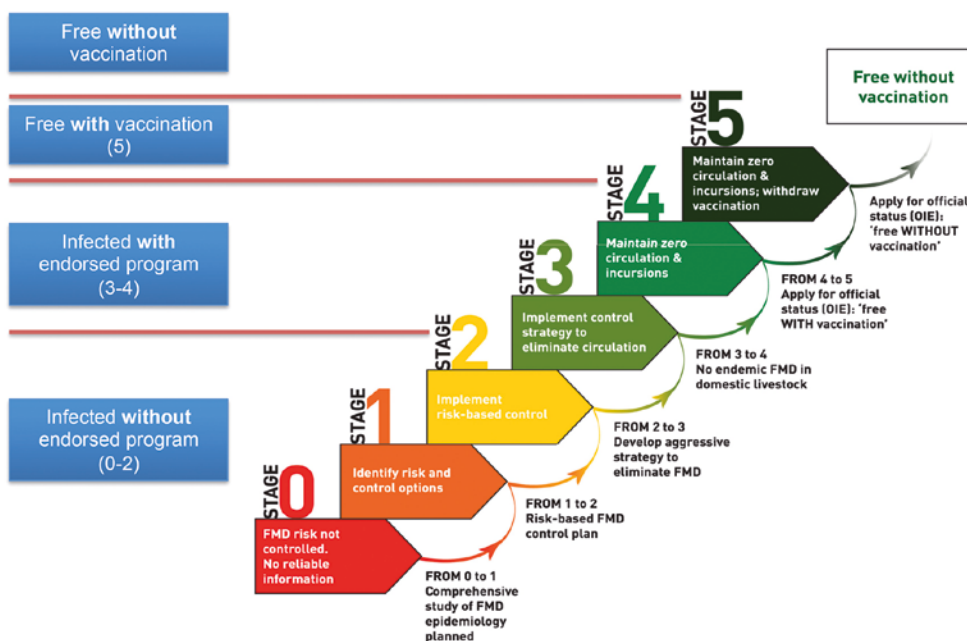 Free without
vaccination
Free with vaccination
(5)
Infected with
endorsed program
(3-4)
Infected without
endorsed program
(0-2)
Free without
vaccination
STAGE 5
Maintain zero
circulation &
incursions; withdraw
vaccination
Apply for official
status (OIE):
'free WITHOUT
vaccination'
STAGE 4
Maintain zero
circulation &
incursions
FROM 4 to 5
Apply for official
status (OIE): 'free
WITH vaccination'
STAGE 3
Implement control
strategy to
eliminate circulation
FROM 3 to 4
No endemic FMD in
domestic livestock
STAGE 2
Implement
risk-based control
FROM 2 to 3
Develop aggressive
strategy to
eliminate FMD
STAGE 1
Identify risk and
control options
FROM 1 to 2
Risk-based FMD
control plan
STAGE 0
FMD risk not
controlled.
No reliable
information
FROM 0 to 1
Comprehensive
study of FMD
epidemiology
planned